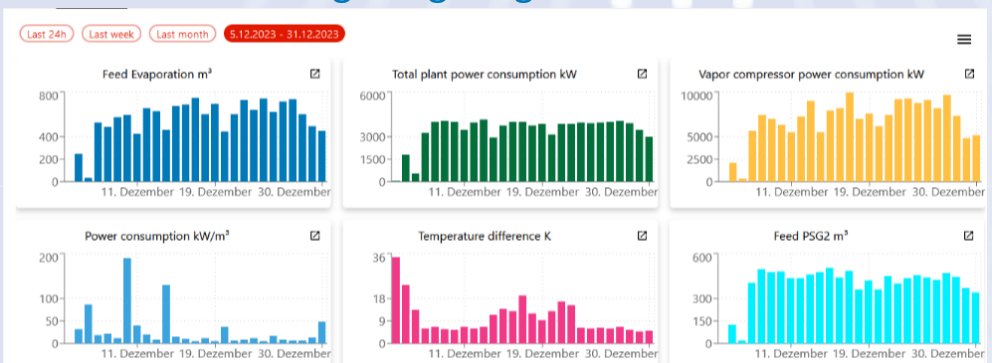 Last 24h Last week Last month 5.12.2023 - 31.12.2023
Feed Evaporation m³
800
400
200
0
11. Dezember 19. Dezember 30. Dezember
Total plant power consumption kW
6000
3000
1500
0
11. Dezember 19. Dezember 30. Dezember
Vapor compressor power consumption kW
10000
5000
2500
0
11. Dezember 19. Dezember 30. Dezember
Power consumption kW/m³
200
100
50
0
11. Dezember 19. Dezember 30. Dezember
Temperature difference K
36
18
9
0
11. Dezember 19. Dezember 30. Dezember
Feed PSG2 m³
600
300
150
0
11. Dezember 19. Dezember 30. Dezember